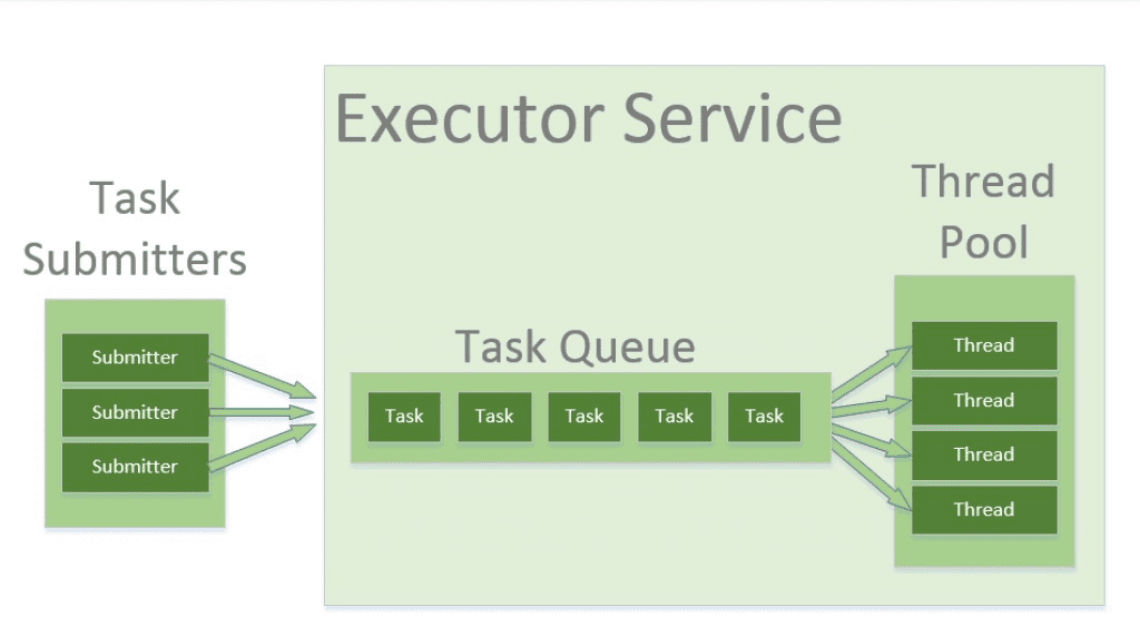 Executor Service
Task
Submitters
Submitter
Submitter
Submitter
Task Queue
Task Task Task Task Task
Thread
Pool
Thread
Thread
Thread
Thread